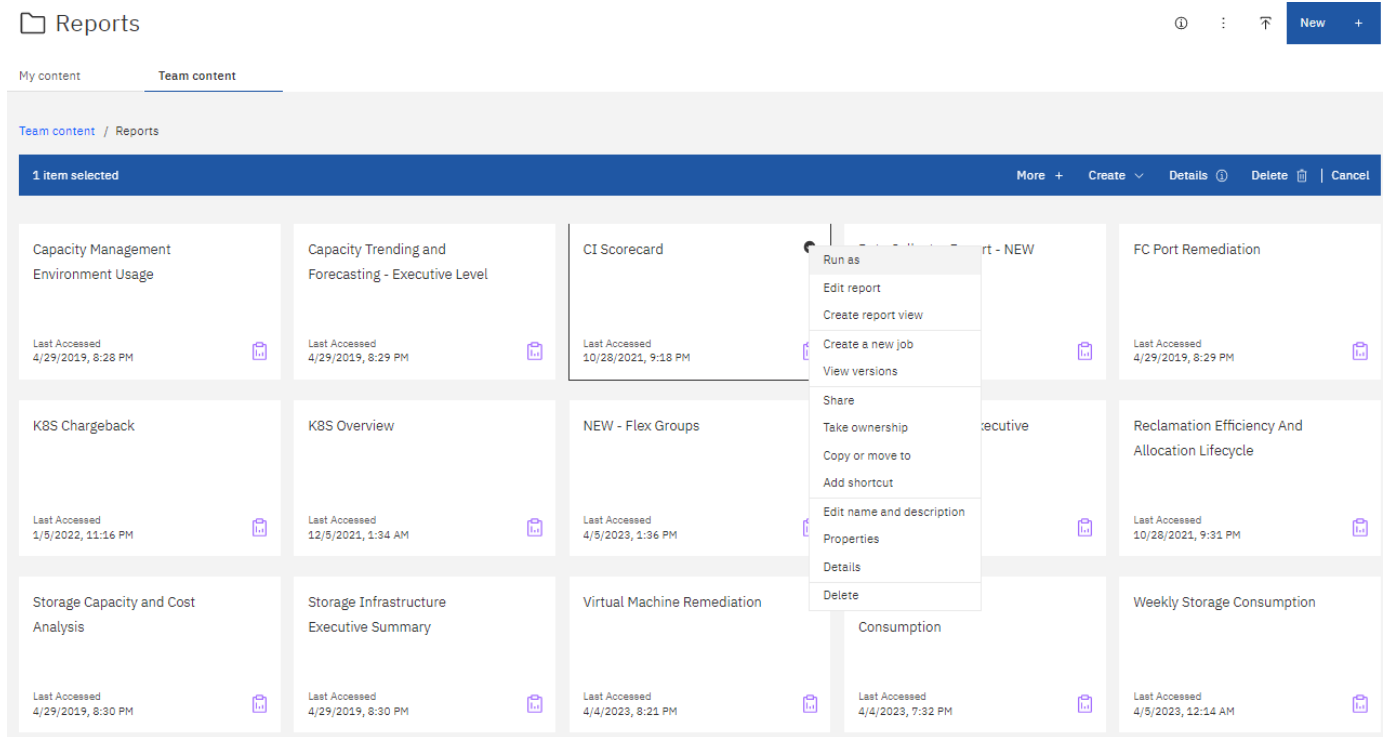 Reports
New +
My content
Team content
Team content / Reports
1 item selected
More +
Create
Details
Delete
Cancel
Capacity Management
Environment Usage
Last Accessed
4/29/2019, 8:28 PM
Capacity Trending and
Forecasting - Executive Level
Last Accessed
4/29/2019, 8:29 PM
CI Scorecard
Last Accessed
10/28/2021, 9:18 PM
rt - NEW
FC Port Remediation
Last Accessed
4/29/2019, 8:29 PM
Run as
Edit report
Create report view
Create a new job
View versions
Share
Take ownership
Copy or move to
Add shortcut
Edit name and description
Properties
Details
Delete
K8S Chargeback
Last Accessed
1/5/2022, 11:16 PM
K8S Overview
Last Accessed
12/5/2021, 1:34 AM
NEW - Flex Groups
Last Accessed
4/5/2023, 1:36 PM
ecutive
Reclamation Efficiency And
Allocation Lifecycle
Last Accessed
10/28/2021, 9:31 PM
Storage Capacity and Cost
Analysis
Last Accessed
4/29/2019, 8:30 PM
Storage Infrastructure
Executive Summary
Last Accessed
4/29/2019, 8:30 PM
Virtual Machine Remediation
Last Accessed
4/4/2023, 8:21 PM
Consumption
Last Accessed
4/4/2023, 7:32 PM
Weekly Storage Consumption
Last Accessed
4/5/2023, 12:14 AM